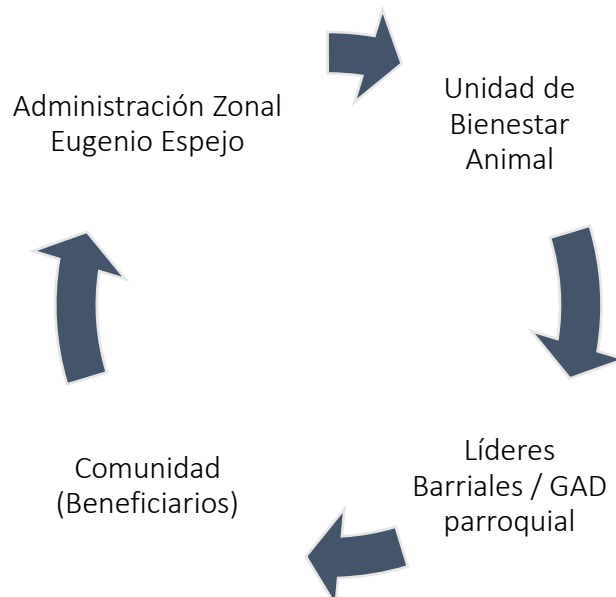 Administración Zonal
Eugenio Espejo
Unidad de
Bienestar
Animal
Líderes
Barriales / GAD
parroquial
Comunidad
(Beneficiarios)